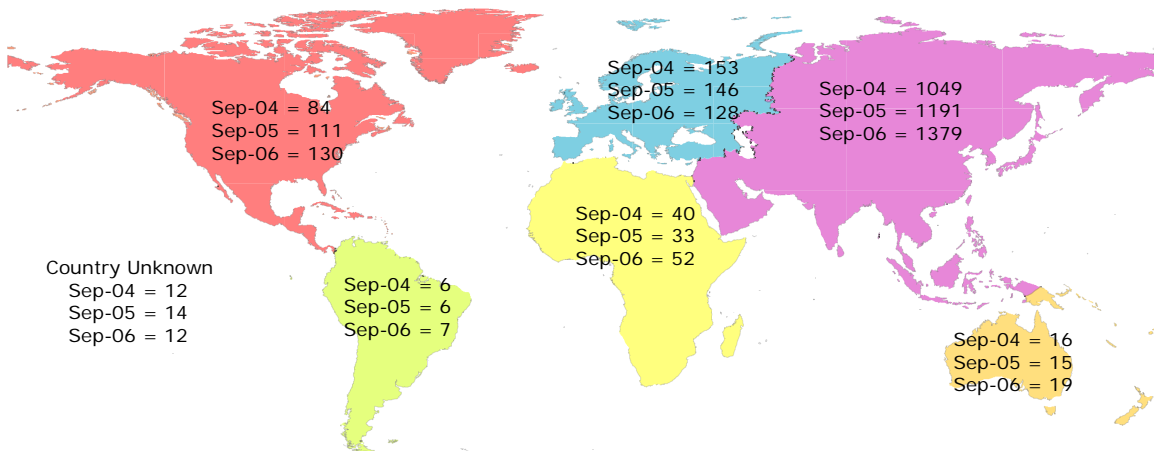 Sep-04 = 84
Sep-05 = 111
Sep-06 = 130
Sep-04 = 153
Sep-05 = 146
Sep-06 = 128
Sep-04 = 1049
Sep-05 = 1191
Sep-06 = 1379
Sep-04 = 40
Sep-05 = 33
Sep-06 = 52
Country Unknown
Sep-04 = 12
Sep-05 = 14
Sep-06 = 12
Sep-04 = 6
Sep-05 = 6
Sep-06 = 7
Sep-04 = 16
Sep-05 = 15
Sep-06 = 19